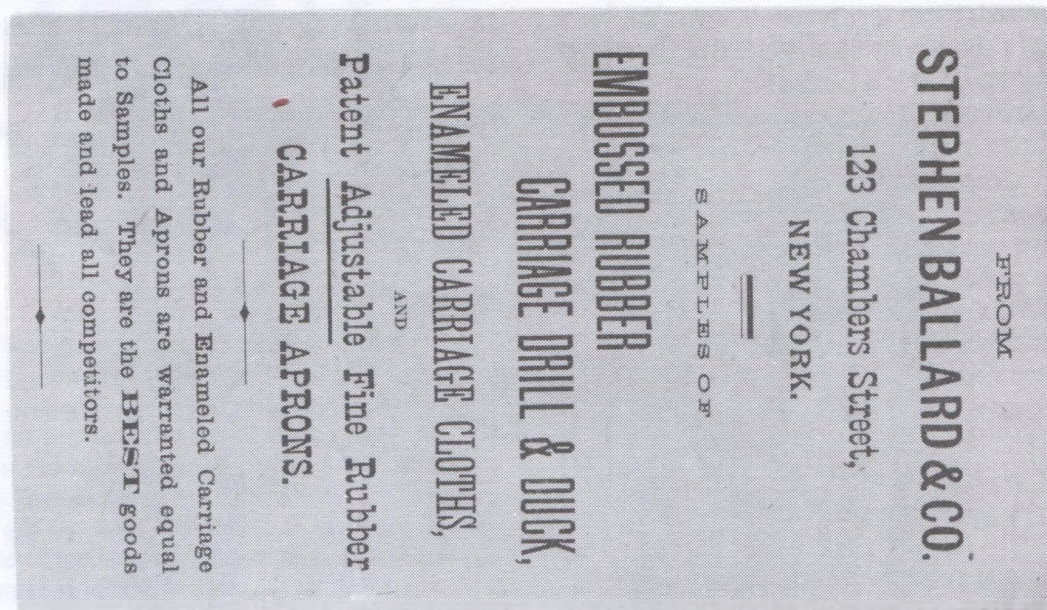 FROM
STEPHEN BALLARD & CO.
123 Chambers Street,
NEW YORK.
SAMPLES OF
EMBOSSED RUBBER
CARRIAGE DRILL & DUCK,
ENAMELED CARRIAGE CLOTHS,
AND
Patent Adjustable Fine Rubber
CARRIAGE APRONS.
All our Rubber and Enameled Carriage
Cloths and Aprons are warranted equal
to Samples. They are the BEST goods
made and lead all competitors.